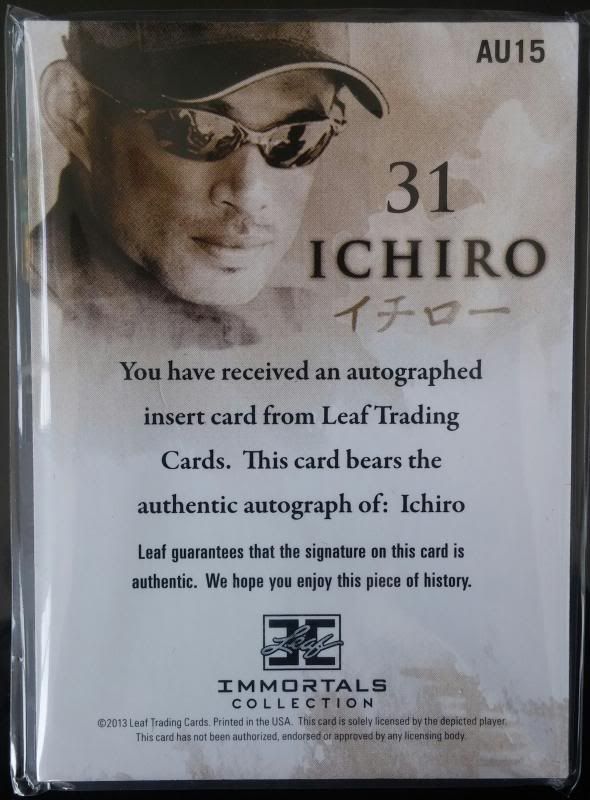 AU15
31
ICHIRO
イチロー
You have received an autographed
insert card from Leaf Trading
Cards. This card bears the
authentic autograph of: Ichiro
Leaf guarantees that the signature on this card is
authentic. We hope you enjoy this piece of history.
Leaf
IMMORTALS
COLLECTION
©2013 Leaf Trading Cards. Printed in the USA. This card is solely licensed by the depicted player.
This card has not been authorized, endorsed or approved by any licensing body.